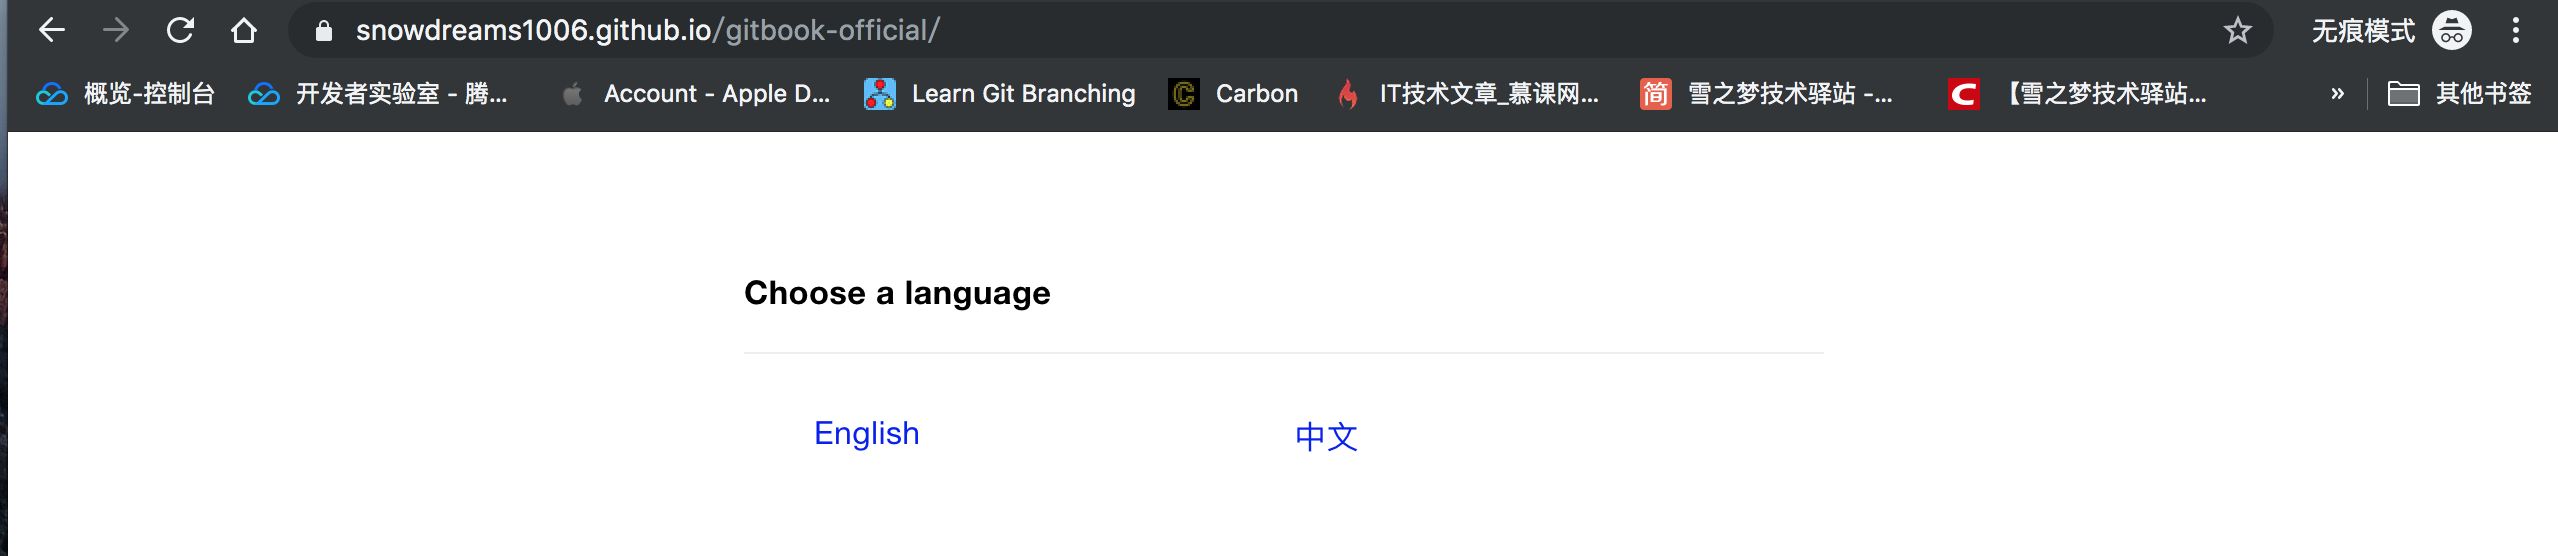 snowdreams1006.github.io/gitbook-official/ 无痕模式
概览-控制台 开发者实验室 - 腾... Account - Apple D... Learn Git Branching C Carbon IT技术文章_慕课网... 简 雪之梦技术驿站 -... C 【雪之梦技术驿站... » 其他书签
Choose a language
English 中文